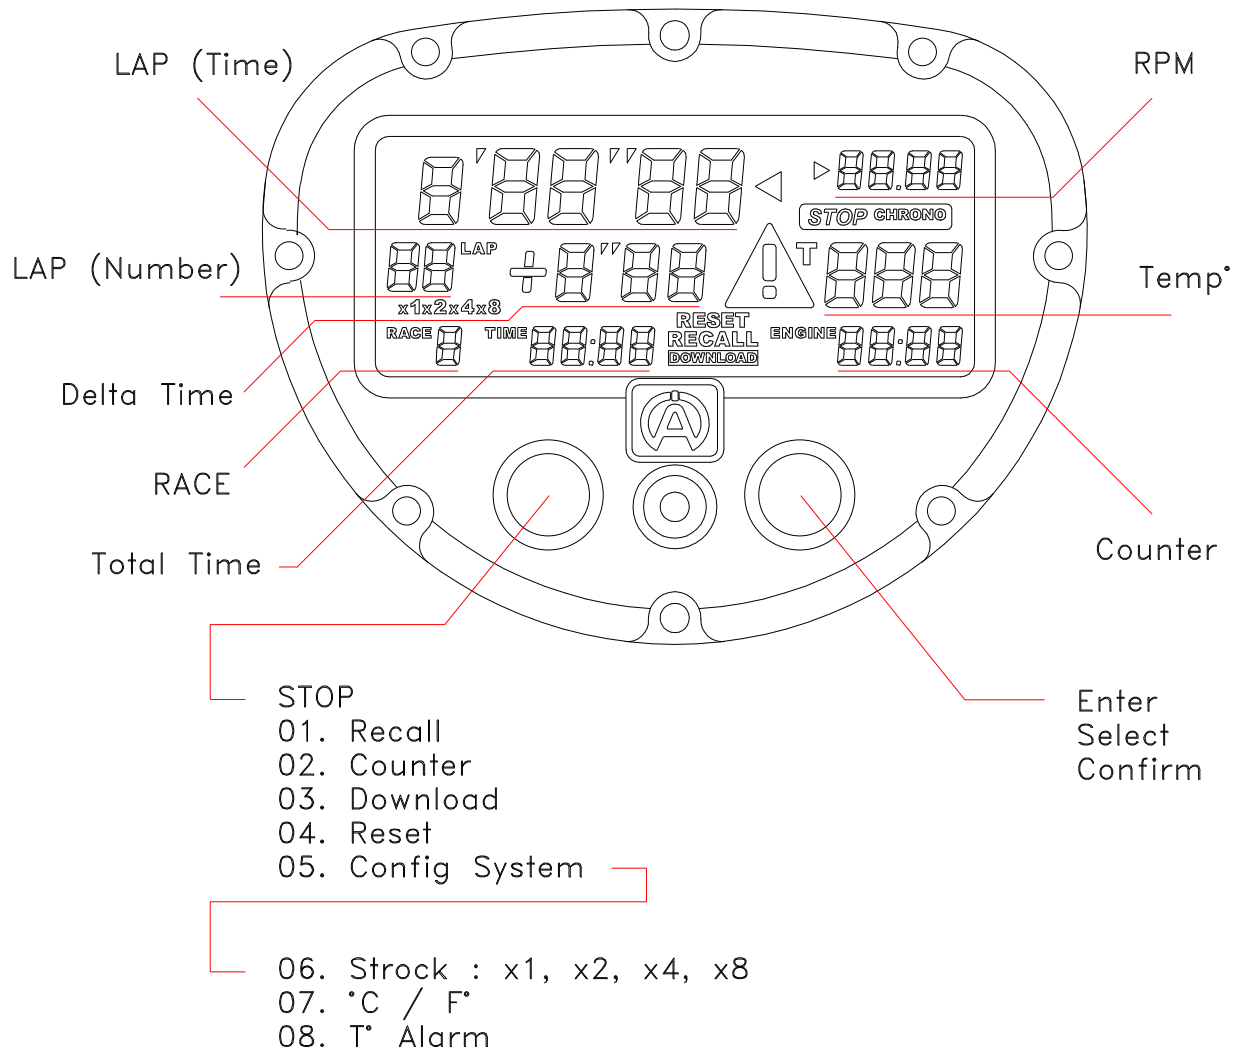 LAP (Time)
RPM
STOP CHRONO
LAP
T
LAP (Number)
Temp°
x1x2x4x8
RESET
RACE
TIME
RECALL
ENGINE
DOWNLOAD
Delta Time
A
RACE
Counter
Total Time
STOP
01. Recall
02. Counter
03. Download
04. Reset
05. Config System
Enter
Select
Confirm
06. Strock : x1, x2, x4, x8
07. °C / F°
08. T° Alarm